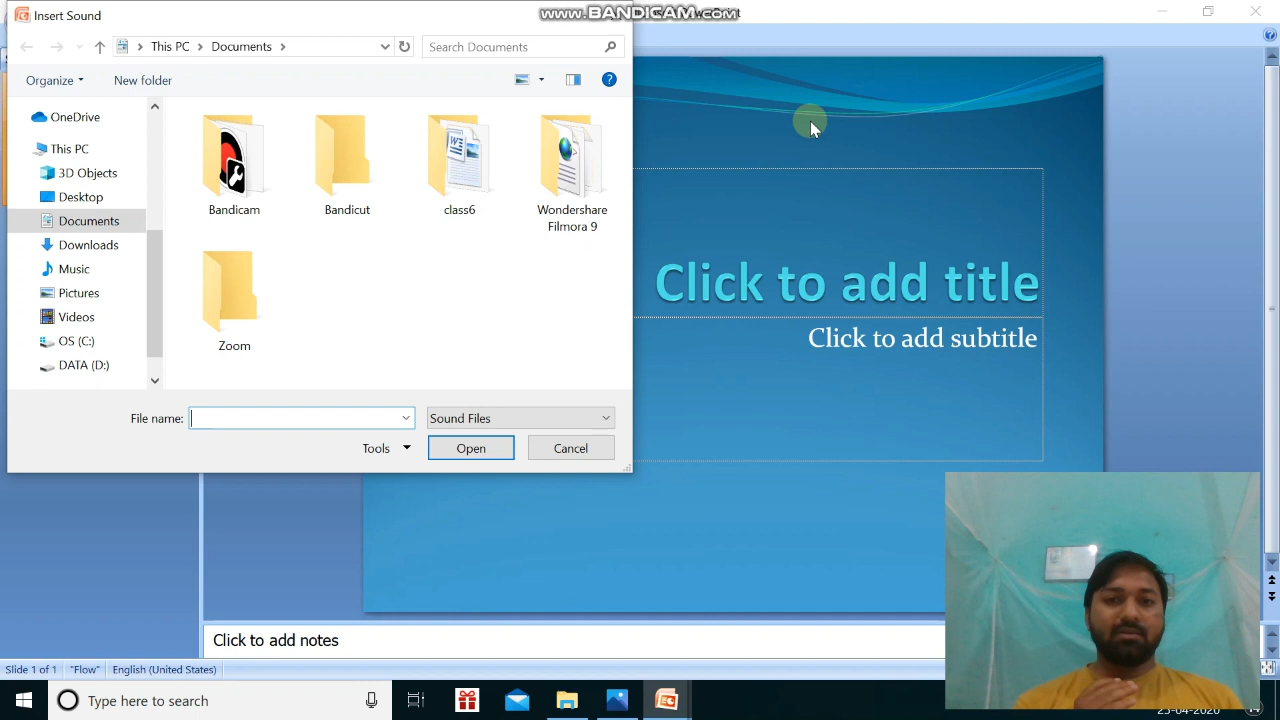 Insert Sound
www.BANDICAM.com
This PC
Documents
Search Documents
Organize
New folder
OneDrive
This PC
3D Objects
Desktop
Documents
Downloads
Music
Pictures
Videos
OS (C:)
DATA (D:)
Bandicam
Bandicut
class6
Wondershare
Filmora 9
Zoom
File name:
Sound Files
Tools
Open
Cancel
Click to add title
Click to add subtitle
Click to add notes
Slide 1 of 1
"Flow"
English (United States)
Type here to search